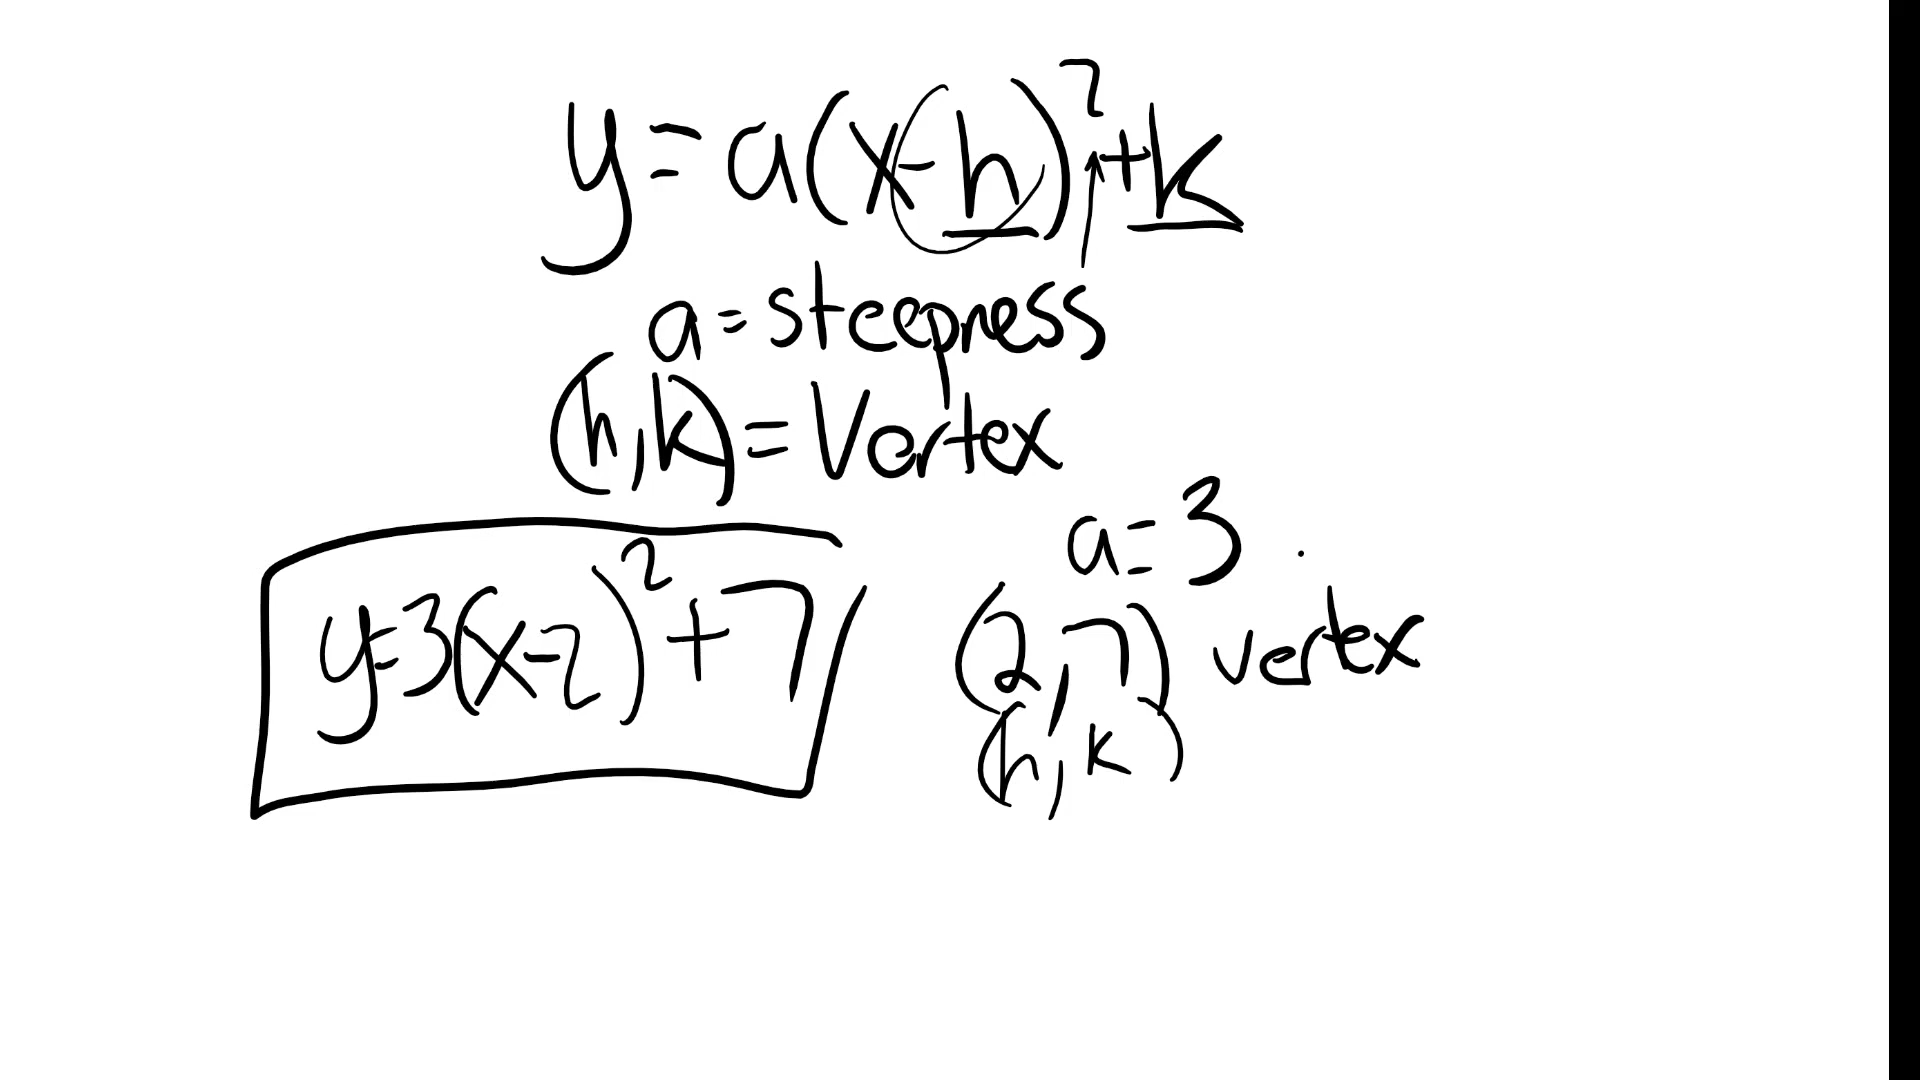 y=a(x-h)²+k
a=steepness
(h,k)=Vertex
a=3
y=3(x-2)²+7
(2,7) vertex
(h,k)